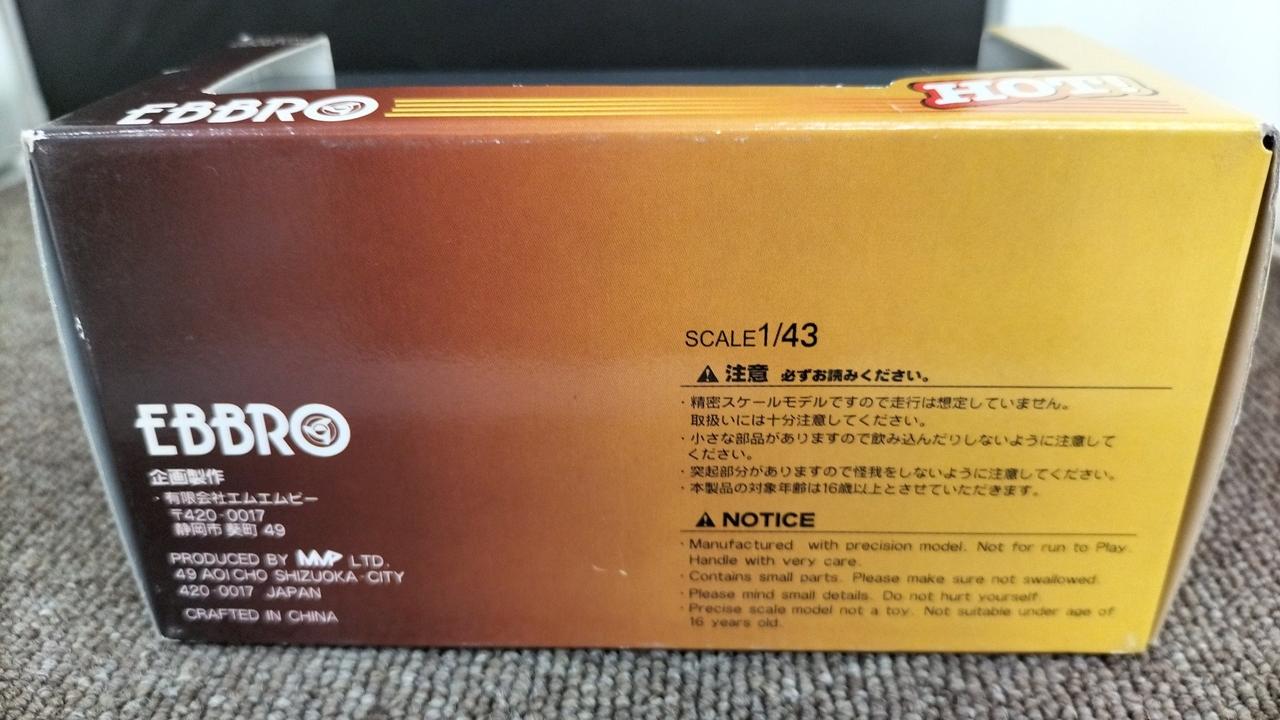 EBBRO
HOT!
EBBRO
企画製作
・有限会社エムエムピー
〒420-0017
静岡市 葵町 49
PRODUCED BY MMP LTD.
49 AOI CHO SHIZUOKA-CITY
420-0017 JAPAN
CRAFTED IN CHINA
SCALE1/43
注意 必ずお読みください。
・精密スケールモデルですので走行は想定していません。
取扱いには十分注意してください。
・小さな部品がありますので飲み込んだりしないように注意して
ください。
・突起部分がありますので怪我をしないように注意してください。
・本製品の対象年齢は16歳以上とさせていただきます。
NOTICE
・Manufactured with precision model. Not for run to Play.
Handle with very care.
・Contains small parts. Please make sure not swallowed.
・Please mind small details. Do not hurt yourself.
・Precise scale model not a toy. Not suitable under age of
16 years old.